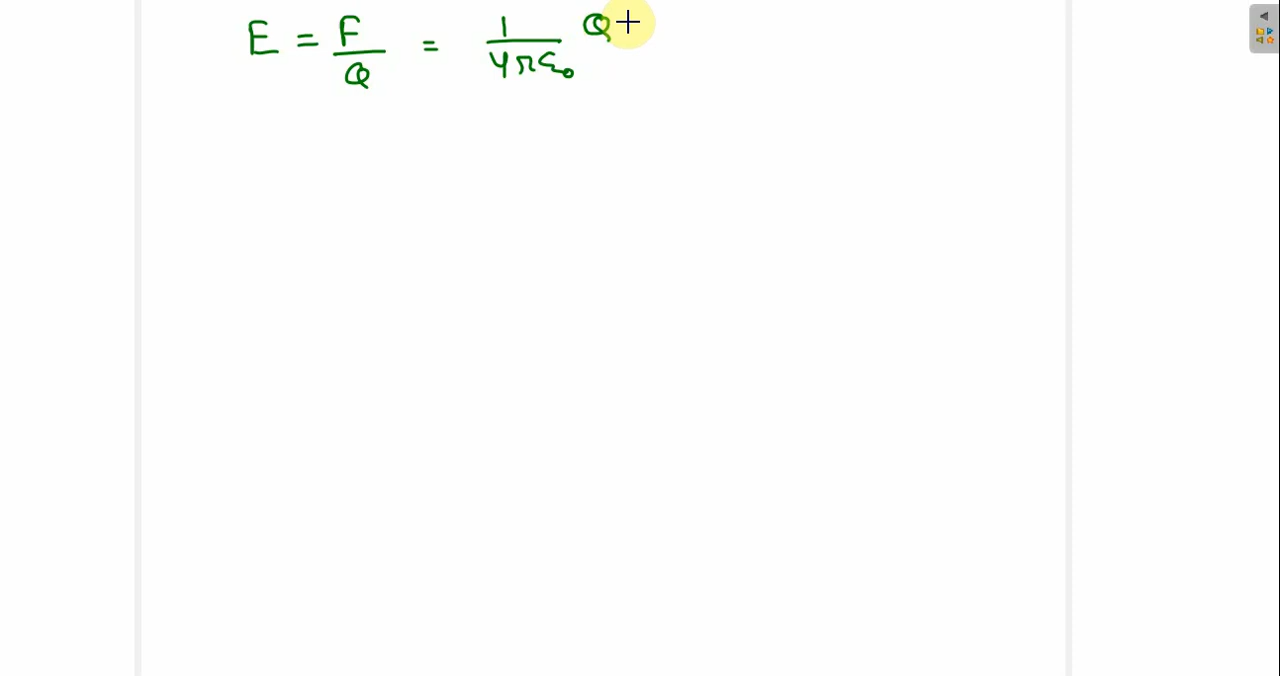 E = F/Q = 1/4πε₀ Q